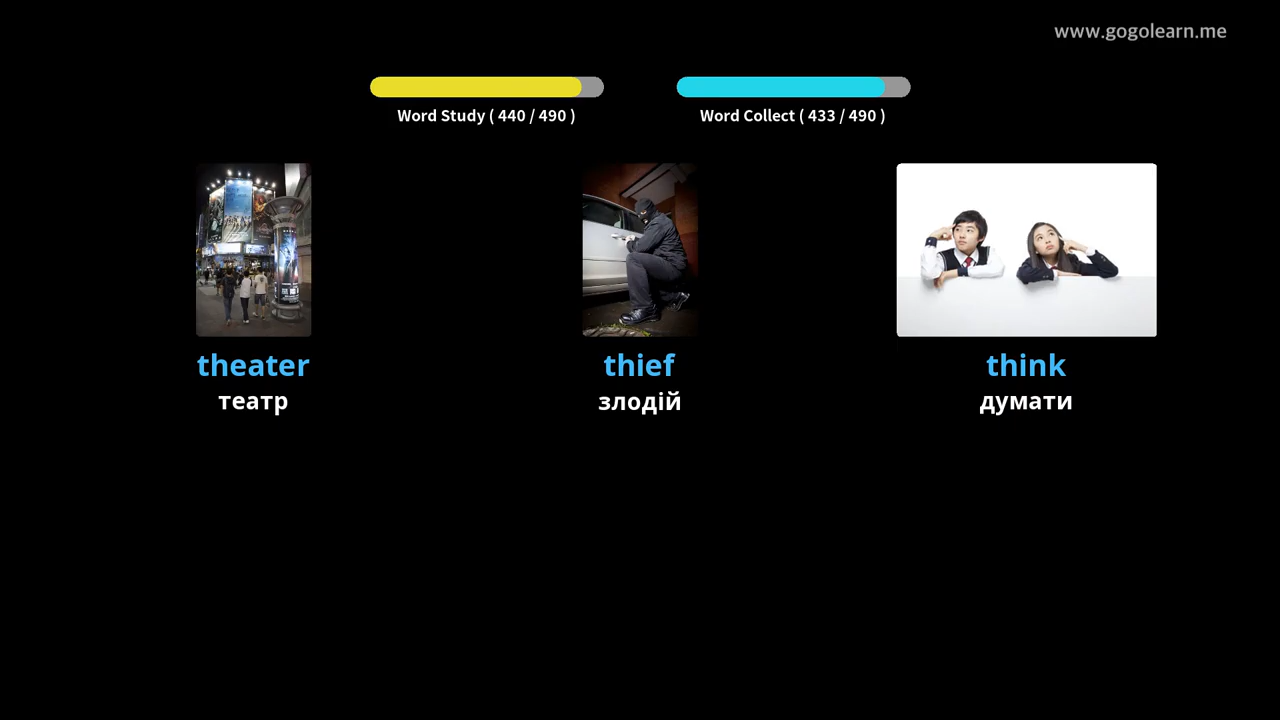 www.gogolearn.me
Word Study ( 440 / 490 )
Word Collect ( 433 / 490 )
theater
театр
thief
злодій
think
думати